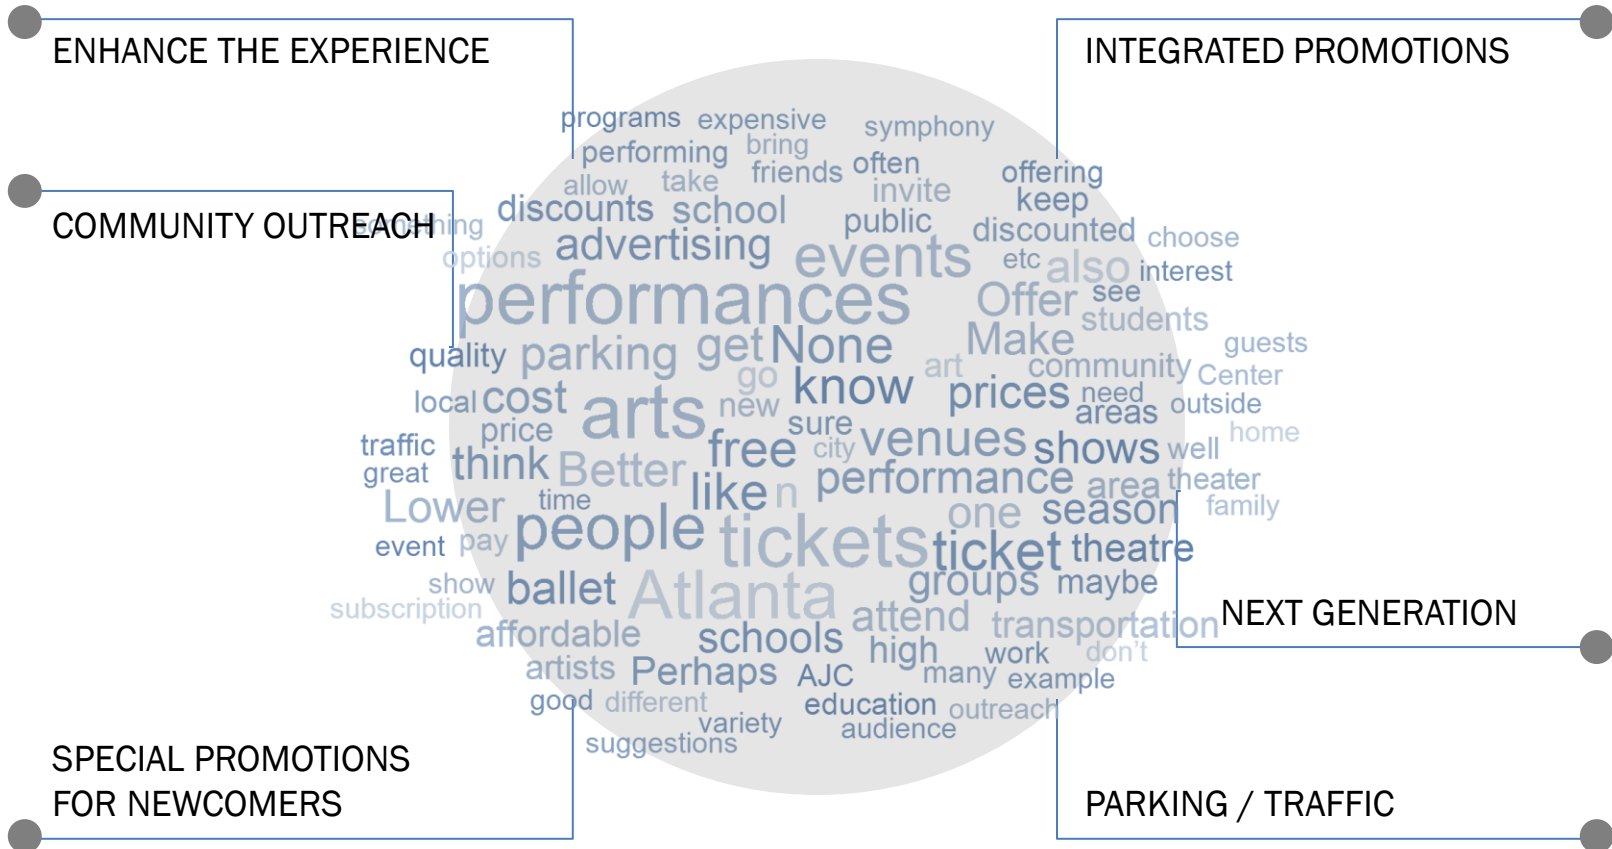 ENHANCE THE EXPERIENCE
INTEGRATED PROMOTIONS
programs expensive symphony
performing bring
friends often offering
allow take invite keep
discounts school public
COMMUNITY OUTREACH something discounted choose
options advertising events etc also interest
performances Offer see
students
quality parking get None Make guests
go know art community Center
local cost arts new prices need areas outside
price sure home
traffic free city venues shows well
great think Better performance area theater
Lower time like n one season family
event pay people tickets ticket theatre
show ballet Atlanta groups maybe
subscription attend transportation NEXT GENERATION
affordable schools high work don't
artists Perhaps AJC many example
good different education outreach
variety audience
suggestions
SPECIAL PROMOTIONS
FOR NEWCOMERS
PARKING / TRAFFIC